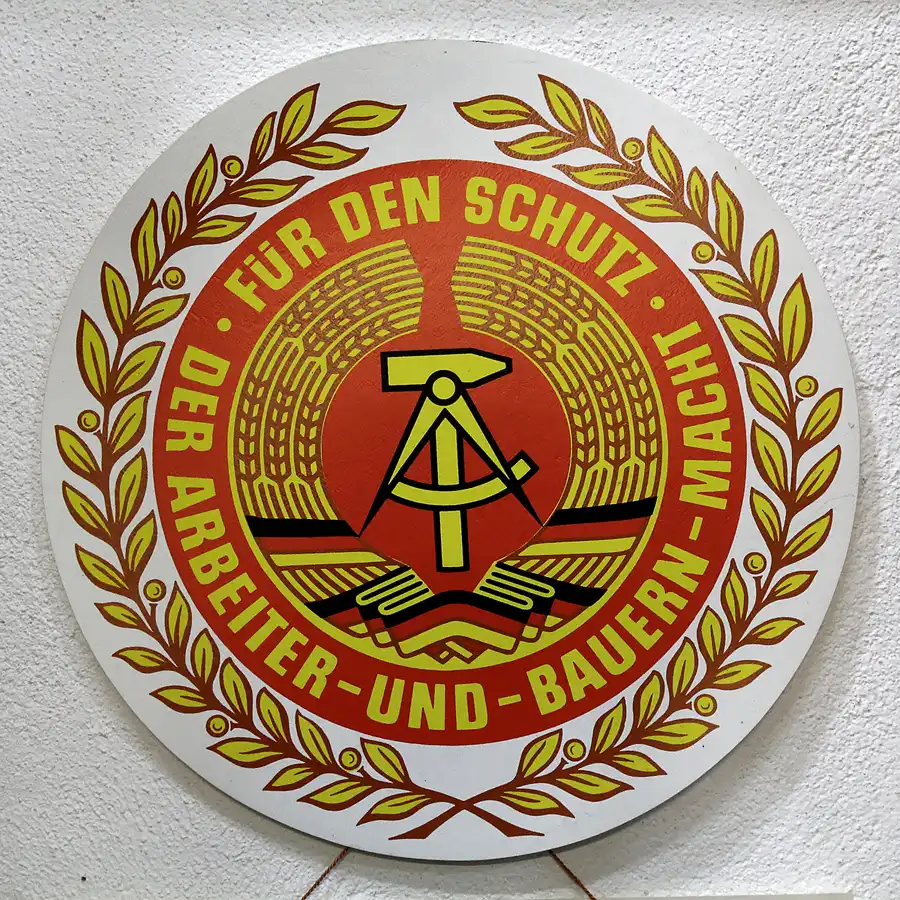 · FÜR DEN SCHUTZ ·
DER ARBEITER-UND-BAUERN-MACHT